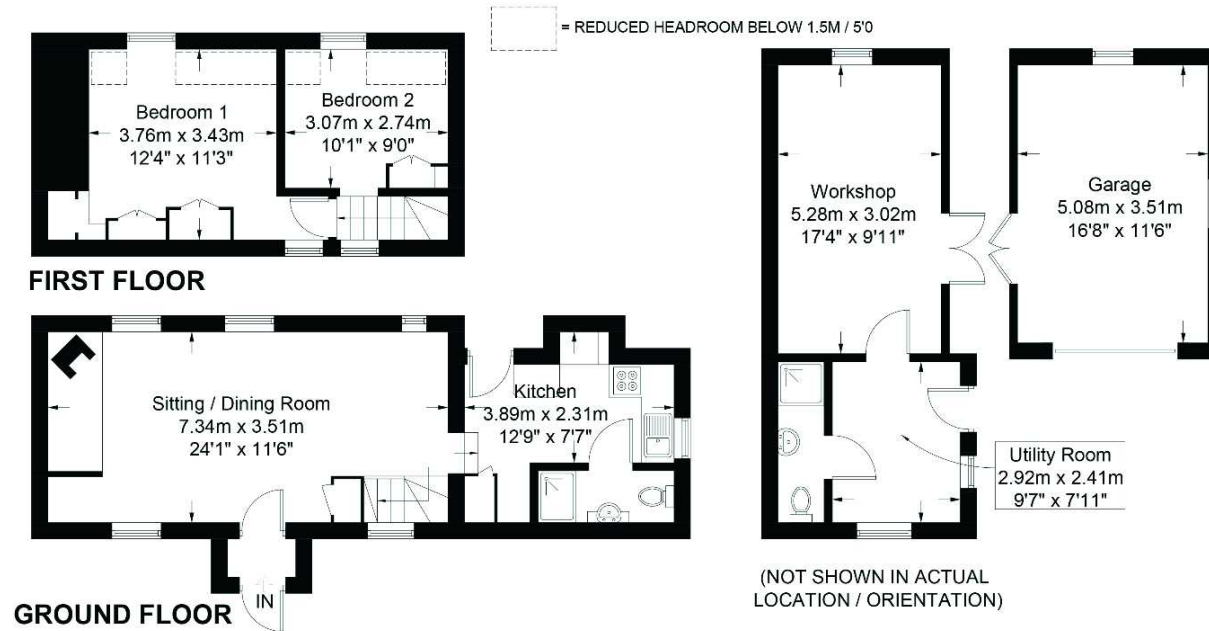 = REDUCED HEADROOM BELOW 1.5M / 5'0
Bedroom 1
3.76m x 3.43m
12'4" x 11'3"
Bedroom 2
3.07m x 2.74m
10'1" x 9'0"
FIRST FLOOR
Sitting / Dining Room
7.34m x 3.51m
24'1" x 11'6"
Kitchen
3.89m x 2.31m
12'9" x 7'7"
IN
GROUND FLOOR
Workshop
5.28m x 3.02m
17'4" x 9'11"
Garage
5.08m x 3.51m
16'8" x 11'6"
Utility Room
2.92m x 2.41m
9'7" x 7'11"
(NOT SHOWN IN ACTUAL
LOCATION / ORIENTATION)